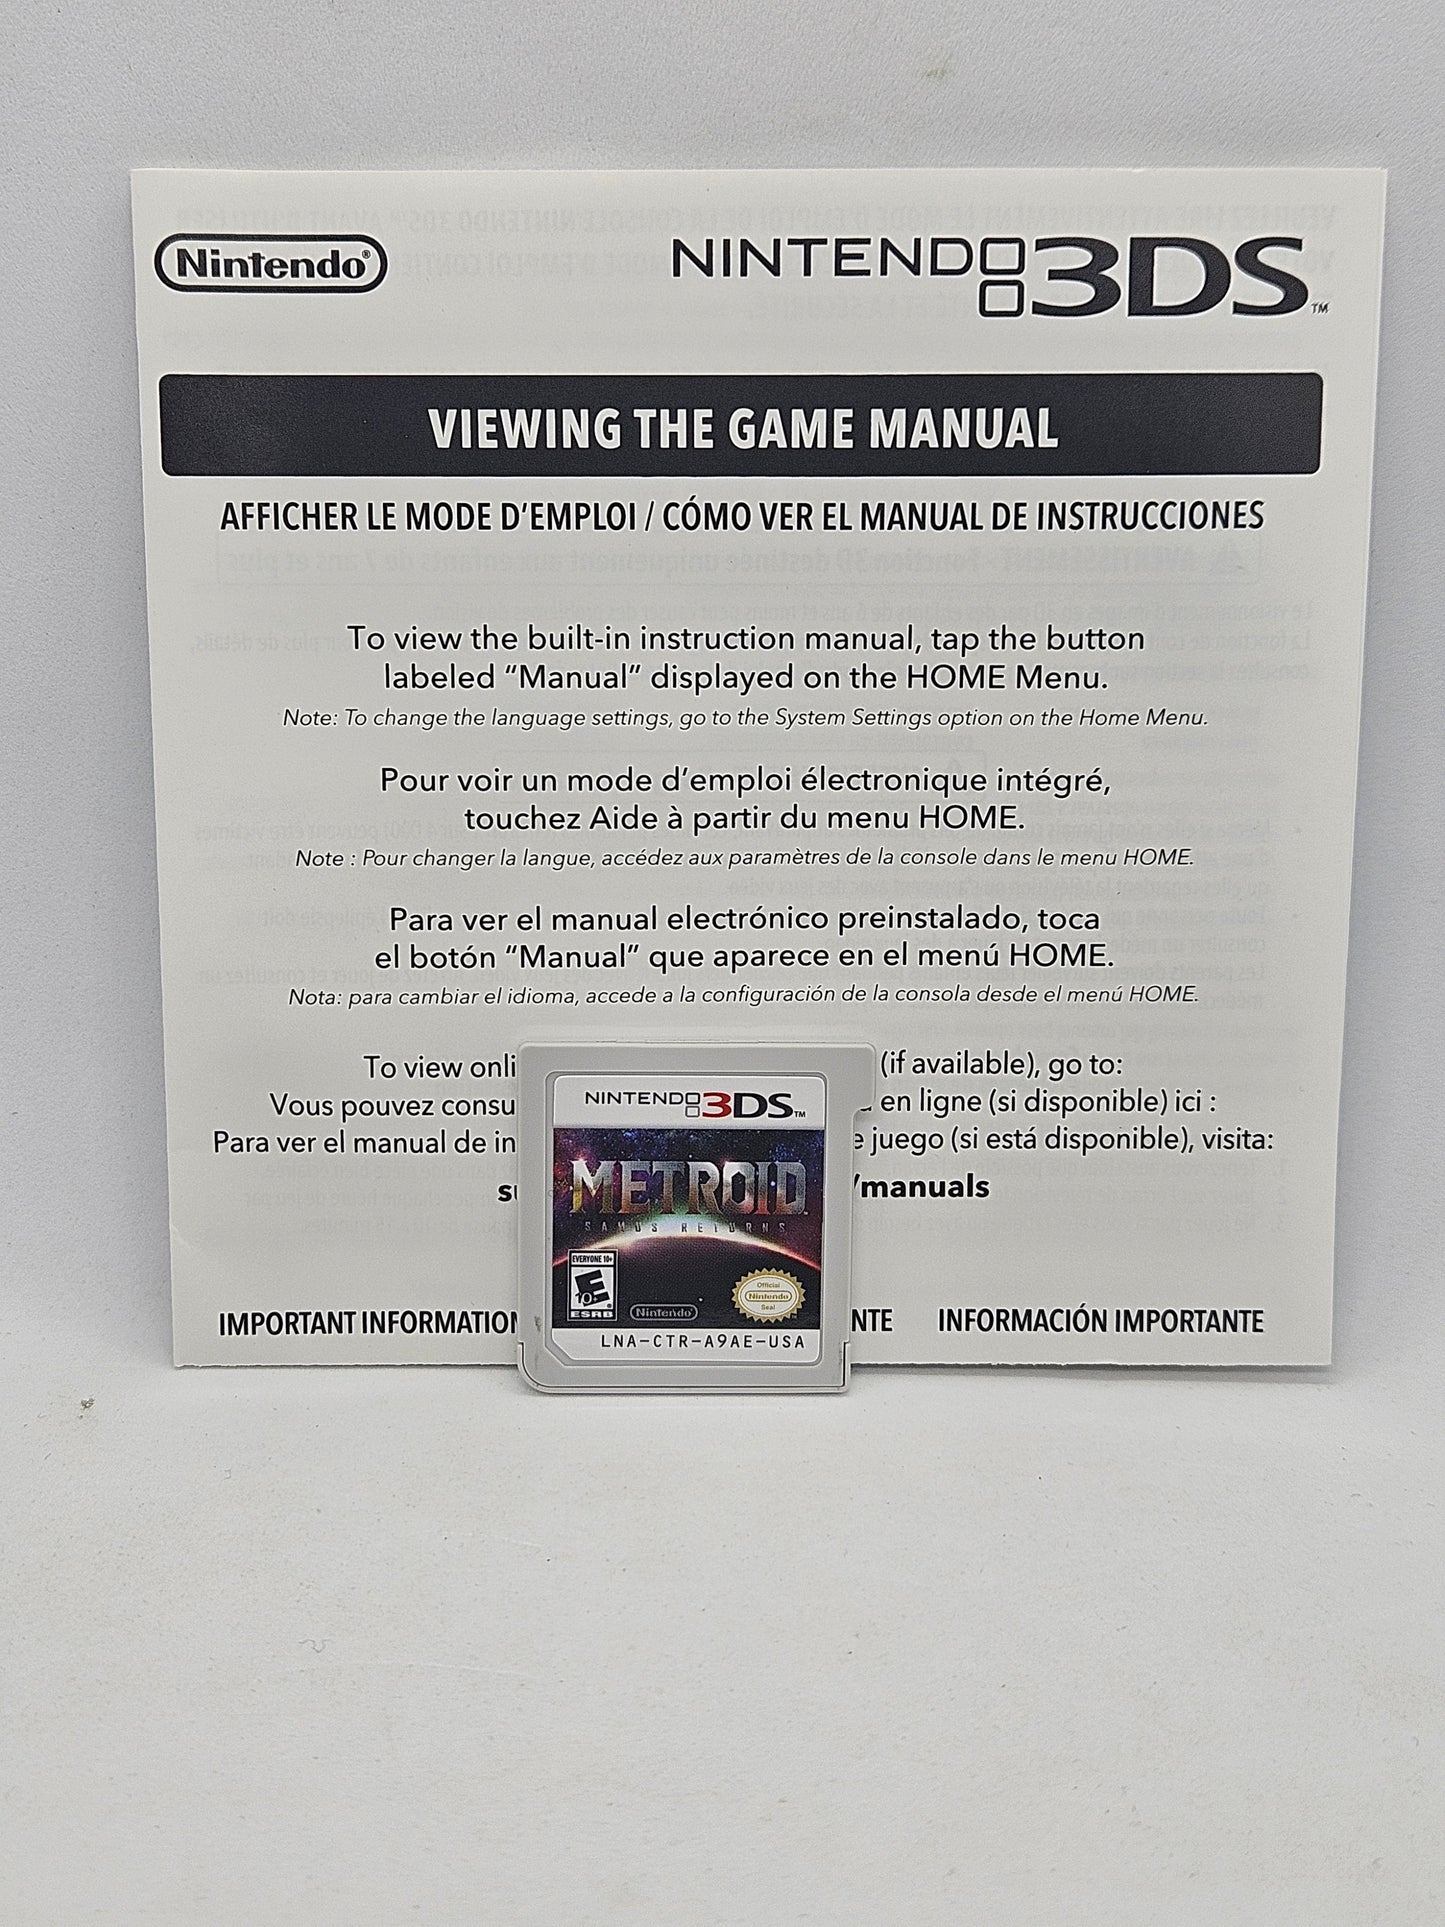 Nintendo®
NINTENDO 3DS™
VIEWING THE GAME MANUAL
AFFICHER LE MODE D'EMPLOI / CÓMO VER EL MANUAL DE INSTRUCCIONES
To view the built-in instruction manual, tap the button
labeled “Manual” displayed on the HOME Menu.
Note: To change the language settings, go to the System Settings option on the Home Menu.
Pour voir un mode d’emploi électronique intégré,
touchez Aide à partir du menu HOME.
Note : Pour changer la langue, accédez aux paramètres de la console dans le menu HOME.
Para ver el manual electrónico preinstalado, toca
el botón “Manual” que aparece en el menú HOME.
Nota: para cambiar el idioma, accede a la configuración de la consola desde el menú HOME.
To view onli (if available), go to:
Vous pouvez consu en ligne (si disponible) ici :
Para ver el manual de in e juego (si está disponible), visita:
/manuals
IMPORTANT INFORMATION NTE INFORMACIÓN IMPORTANTE
NINTENDO 3DS™
METROID™
SAMUS RETURNS
EVERYONE 10+
E
10+
ESRB
Nintendo®
Official
Nintendo
Seal
LNA-CTR-A9AE-USA